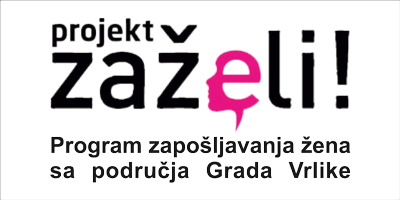 projekt
zaželi!
Program zapošljavanja žena
sa područja Grada Vrlike